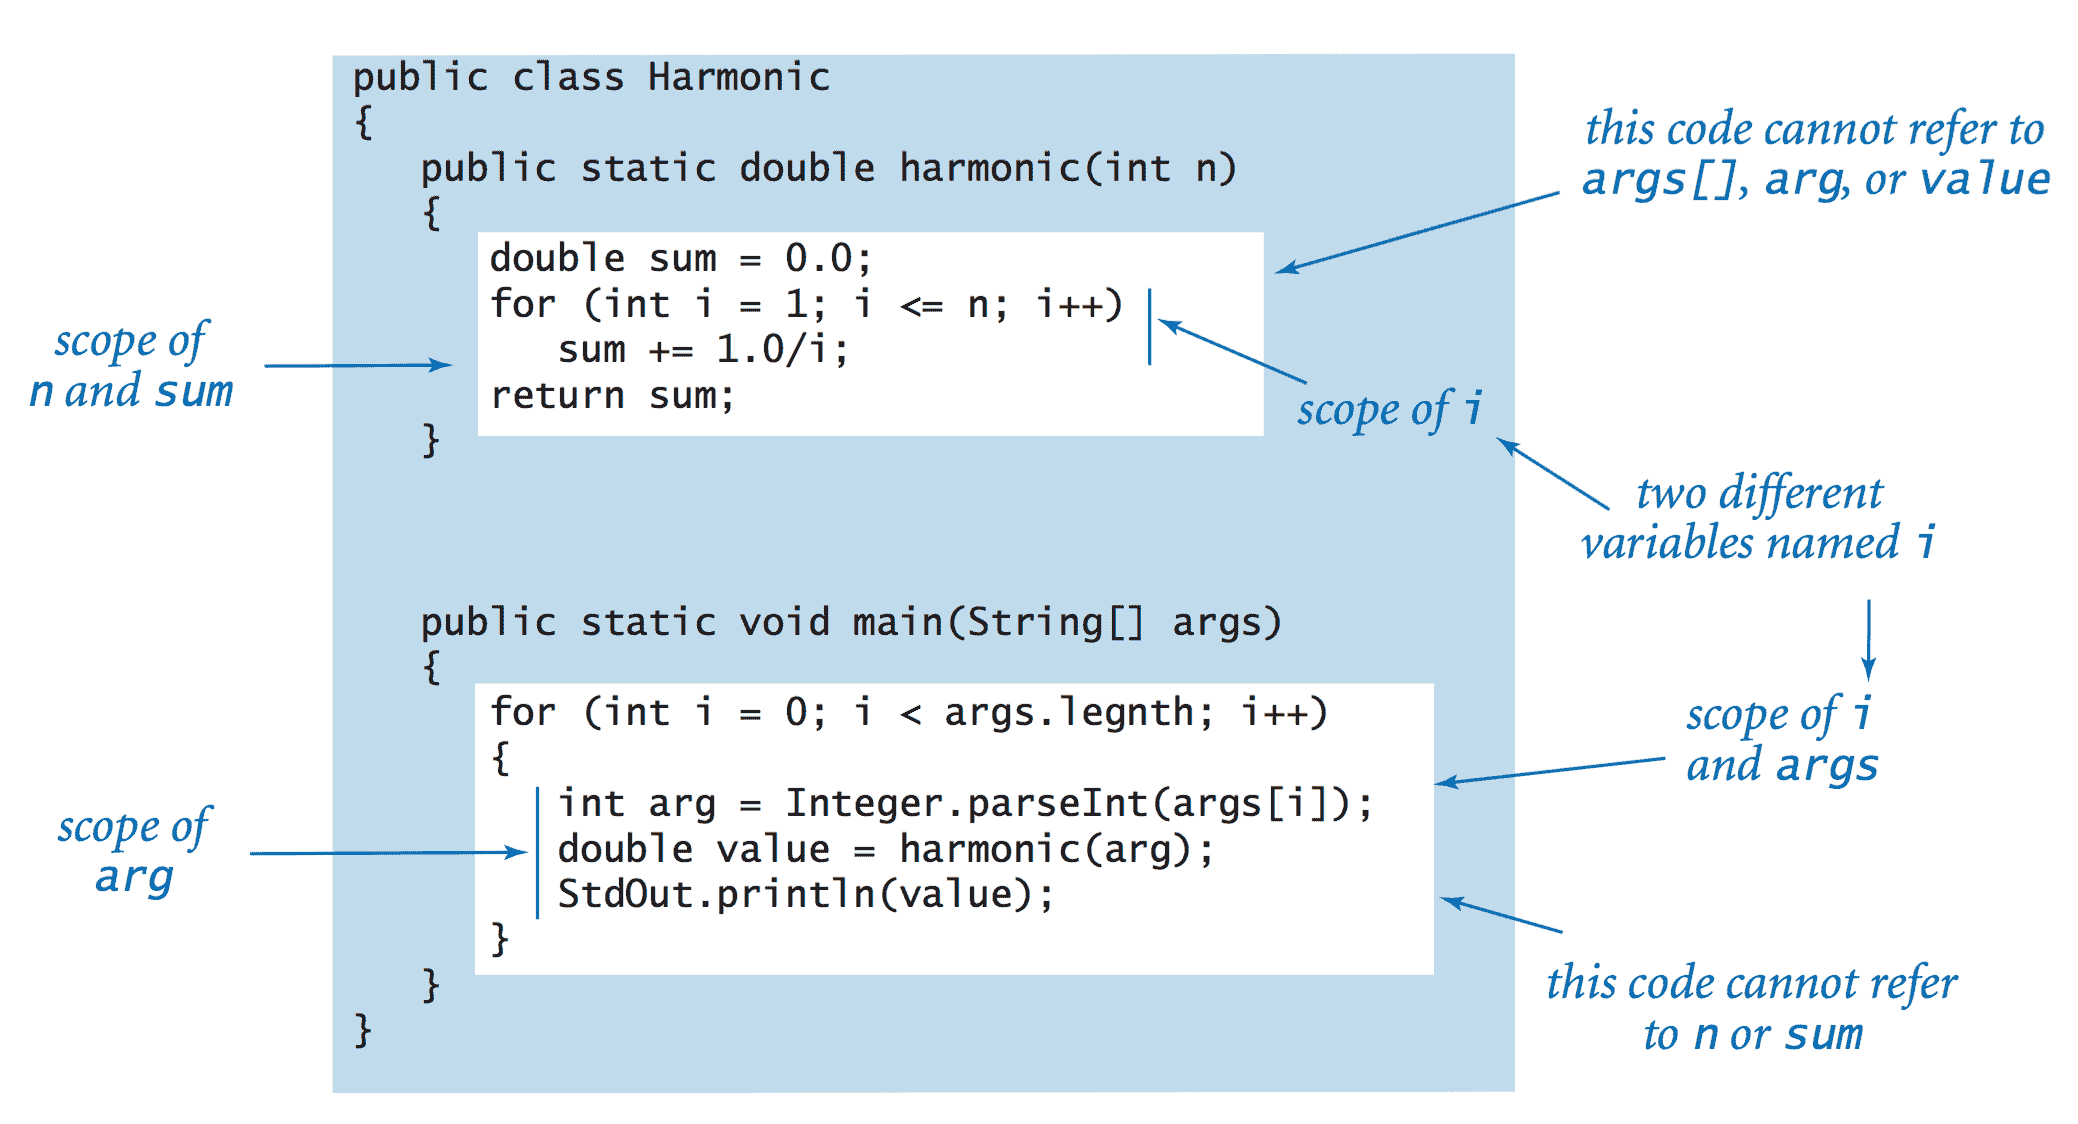 public class Harmonic
{
public static double harmonic(int n)
{
double sum = 0.0;
for (int i = 1; i <= n; i++)
sum += 1.0/i;
return sum;
}
public static void main(String[] args)
{
for (int i = 0; i < args.legnth; i++)
{
int arg = Integer.parseInt(args[i]);
double value = harmonic(arg);
StdOut.println(value);
}
}
}
scope of
n and sum
scope of
arg
this code cannot refer to
args[], arg, or value
scope of i
two different
variables named i
scope of i
and args
this code cannot refer
to n or sum